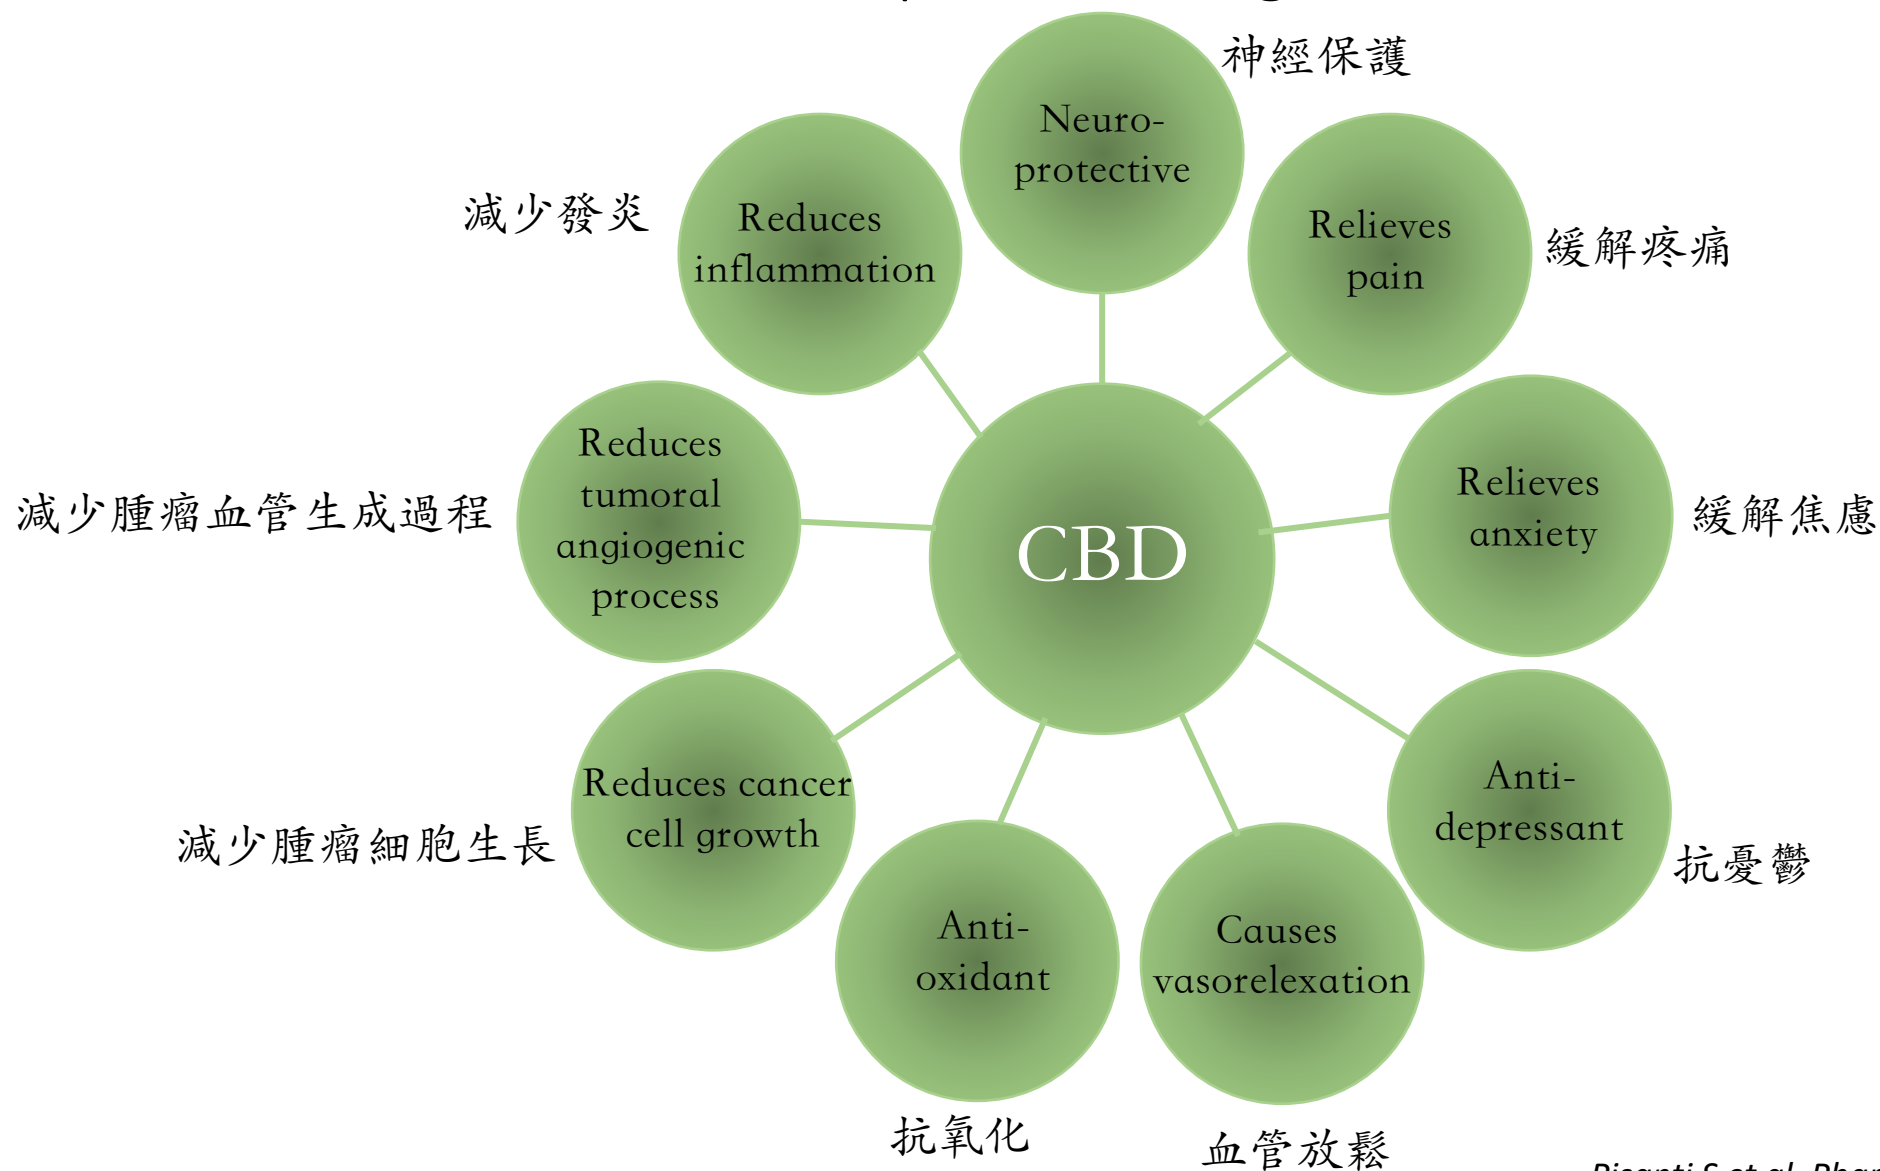 神經保護
Neuro-
protective
Relieves
pain
緩解疼痛
Relieves
anxiety
緩解焦慮
Anti-
depressant
抗憂鬱
Causes
vasorelexation
血管放鬆
Anti-
oxidant
抗氧化
Reduces cancer
cell growth
減少腫瘤細胞生長
Reduces
tumoral
angiogenic
process
減少腫瘤血管生成過程
Reduces
inflammation
減少發炎
CBD